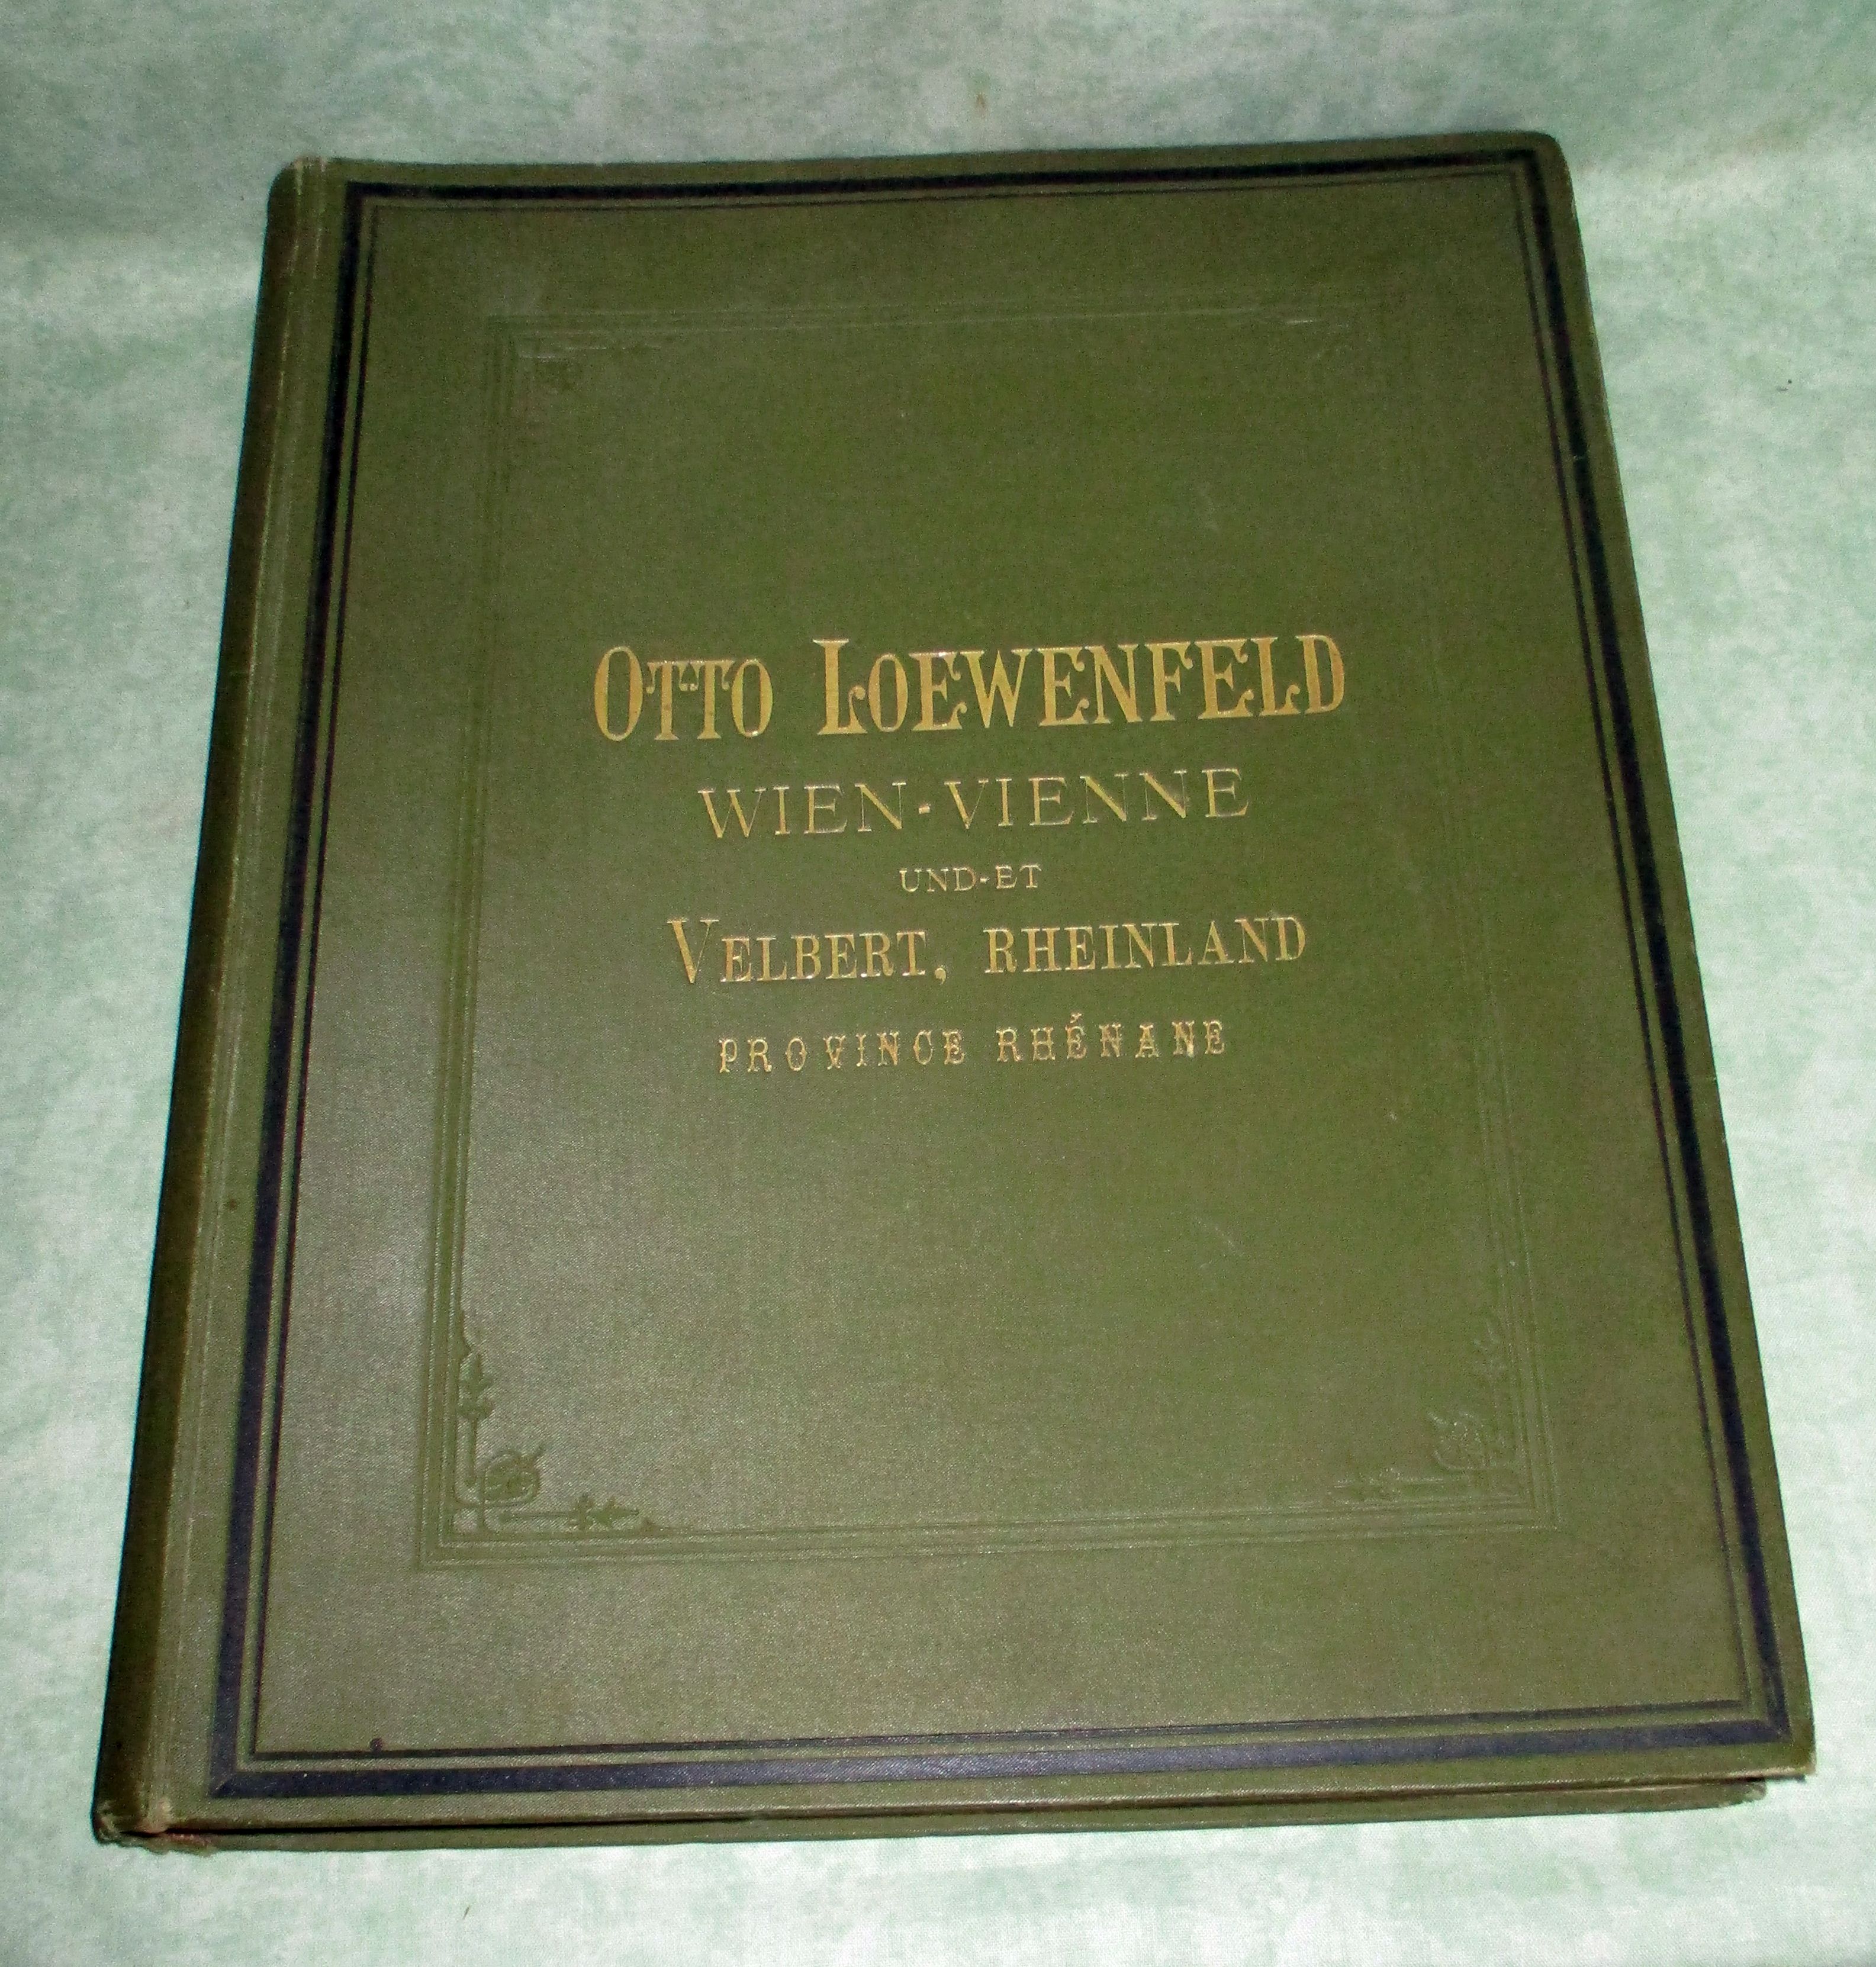 OTTO LOEWENFELD
WIEN-VIENNE
UND-ET
VELBERT, RHEINLAND
PROVINCE RHÉNANE